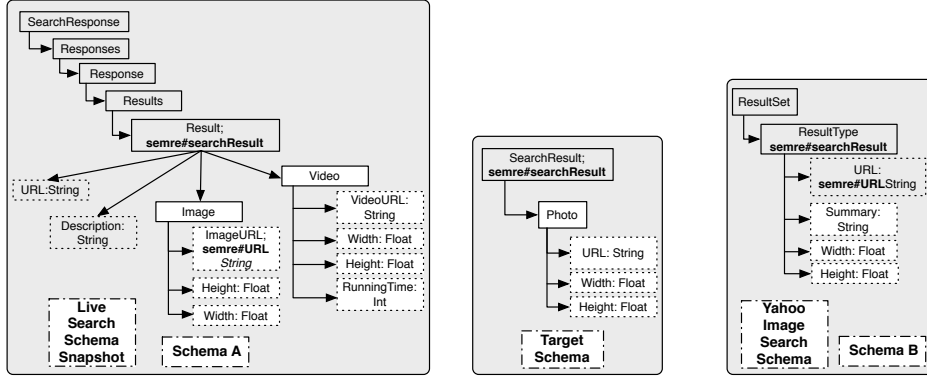 SearchResponse
Responses
Response
Results
Result;
semre#searchResult
URL:String
Description:
String
Image
ImageURL;
semre#URL
String
Height: Float
Width: Float
Video
VideoURL:
String
Width: Float
Height: Float
RunningTime:
Int
Live
Search
Schema
Snapshot
Schema A
SearchResult;
semre#searchResult
Photo
URL: String
Width: Float
Height: Float
Target
Schema
ResultSet
ResultType
semre#searchResult
URL:
semre#URLString
Summary:
String
Width: Float
Height: Float
Yahoo
Image
Search
Schema
Schema B